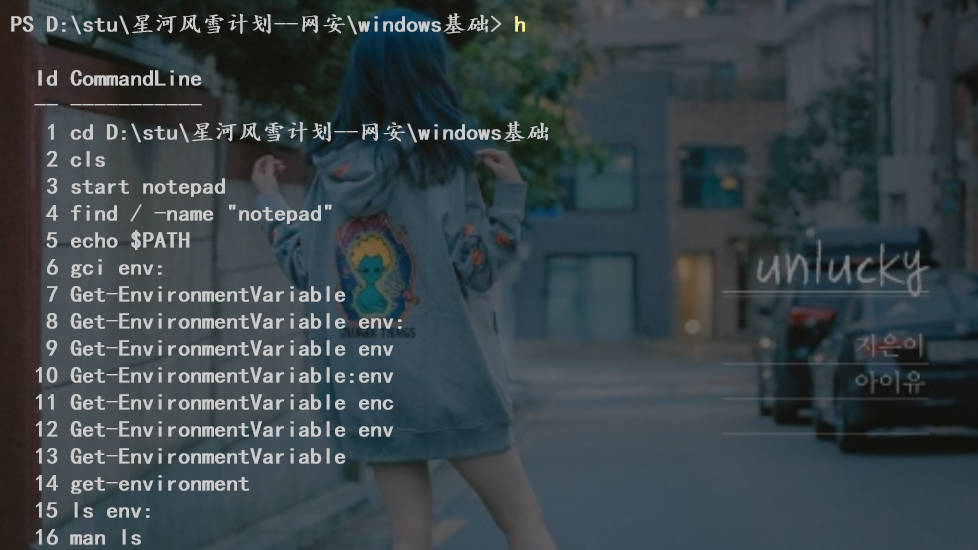 PS D:\stu\星河风雪计划--网安\windows基础> h
Id CommandLine
-- -----------
1 cd D:\stu\星河风雪计划--网安\windows基础
2 cls
3 start notepad
4 find / -name "notepad"
5 echo $PATH
6 gci env:
7 Get-EnvironmentVariable
8 Get-EnvironmentVariable env:
9 Get-EnvironmentVariable env
10 Get-EnvironmentVariable:env
11 Get-EnvironmentVariable enc
12 Get-EnvironmentVariable env
13 Get-EnvironmentVariable
14 get-environment
15 ls env:
16 man ls
unlucky
지은이
아이유